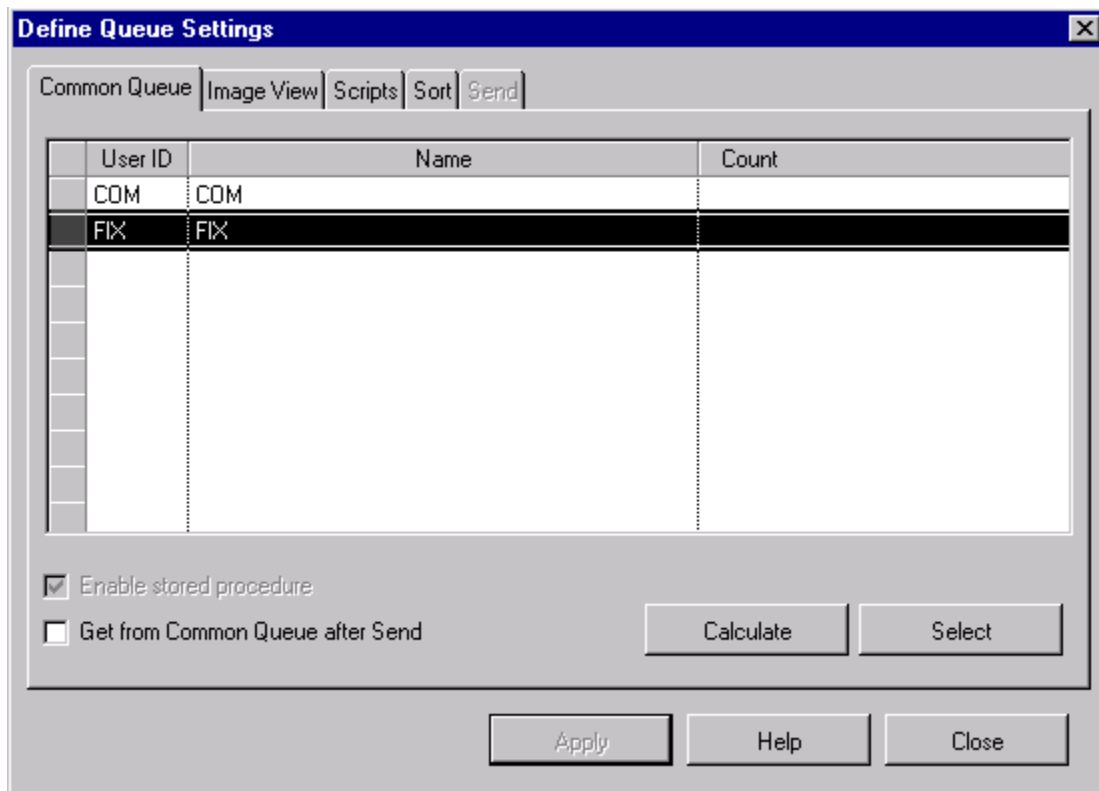 Define Queue Settings
Common Queue Image View Scripts Sort Send
User ID Name Count
COM COM
FIX FIX
Enable stored procedure
Get from Common Queue after Send Calculate Select
Apply Help Close